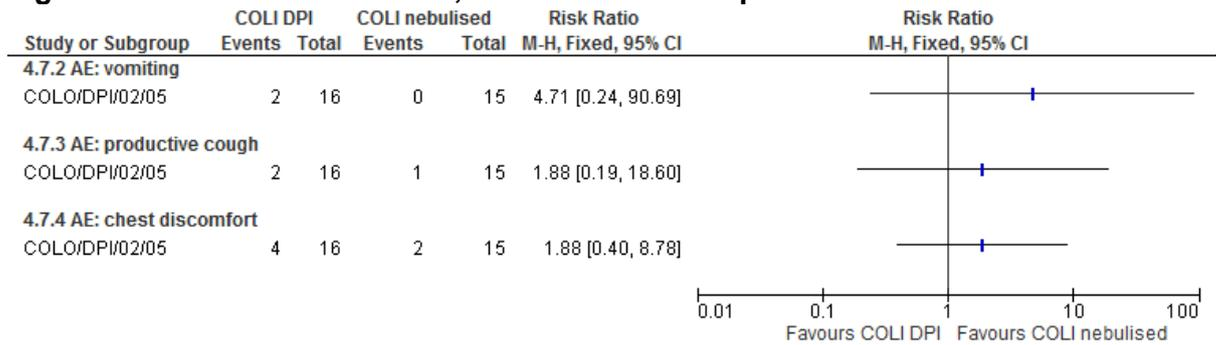 COLI DPI COLI nebulised Risk Ratio Risk Ratio
Study or Subgroup Events Total Events Total M-H, Fixed, 95% CI M-H, Fixed, 95% CI
4.7.2 AE: vomiting
COLO/DPI/02/05 2 16 0 15 4.71 [0.24, 90.69]
4.7.3 AE: productive cough
COLO/DPI/02/05 2 16 1 15 1.88 [0.19, 18.60]
4.7.4 AE: chest discomfort
COLO/DPI/02/05 4 16 2 15 1.88 [0.40, 8.78]
0.01 0.1 1 10 100
Favours COLI DPI Favours COLI nebulised